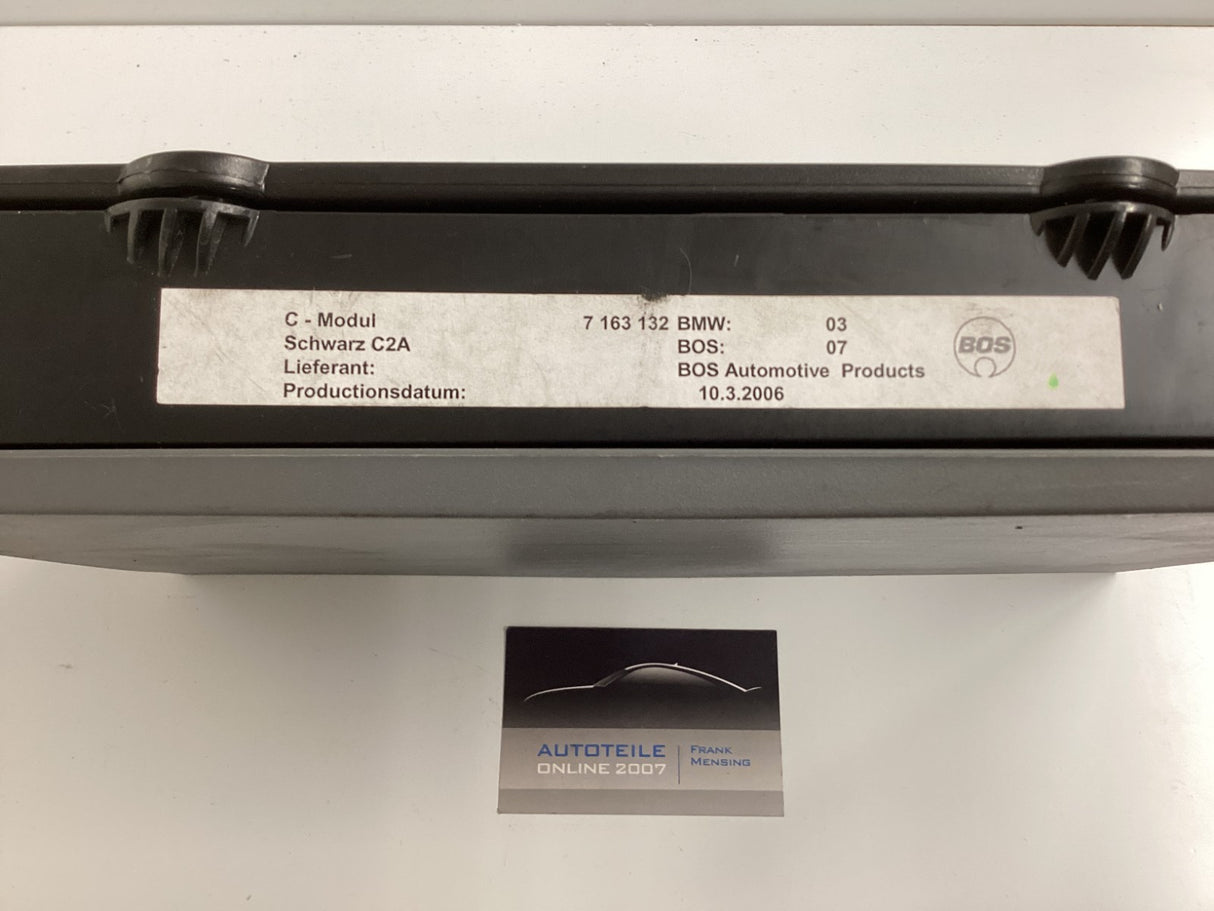 C - Modul 7 163 132 BMW: 03
Schwarz C2A BOS: 07
Lieferant: BOS Automotive Products
Productionsdatum: 10.3.2006
BOS
AUTOTEILE
ONLINE 2007
FRANK
MENSING